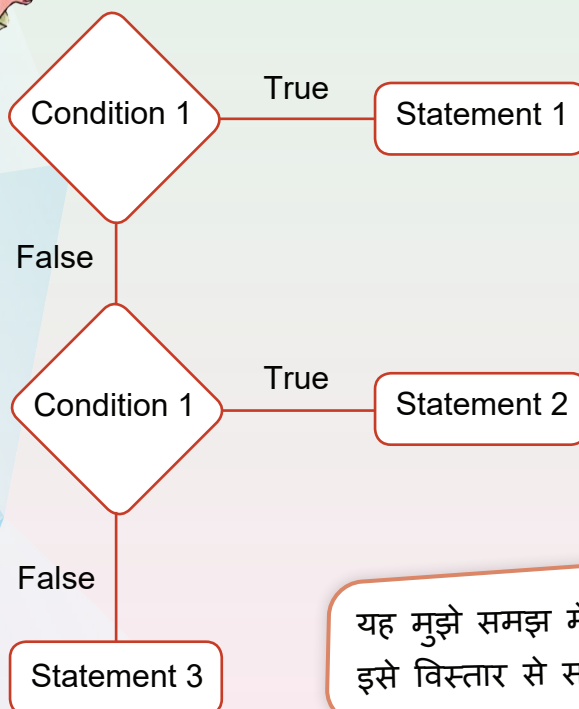 True
Condition 1
Statement 1
False
True
Condition 1
Statement 2
False
Statement 3
यह मुझे समझ
इसे विस्तार से